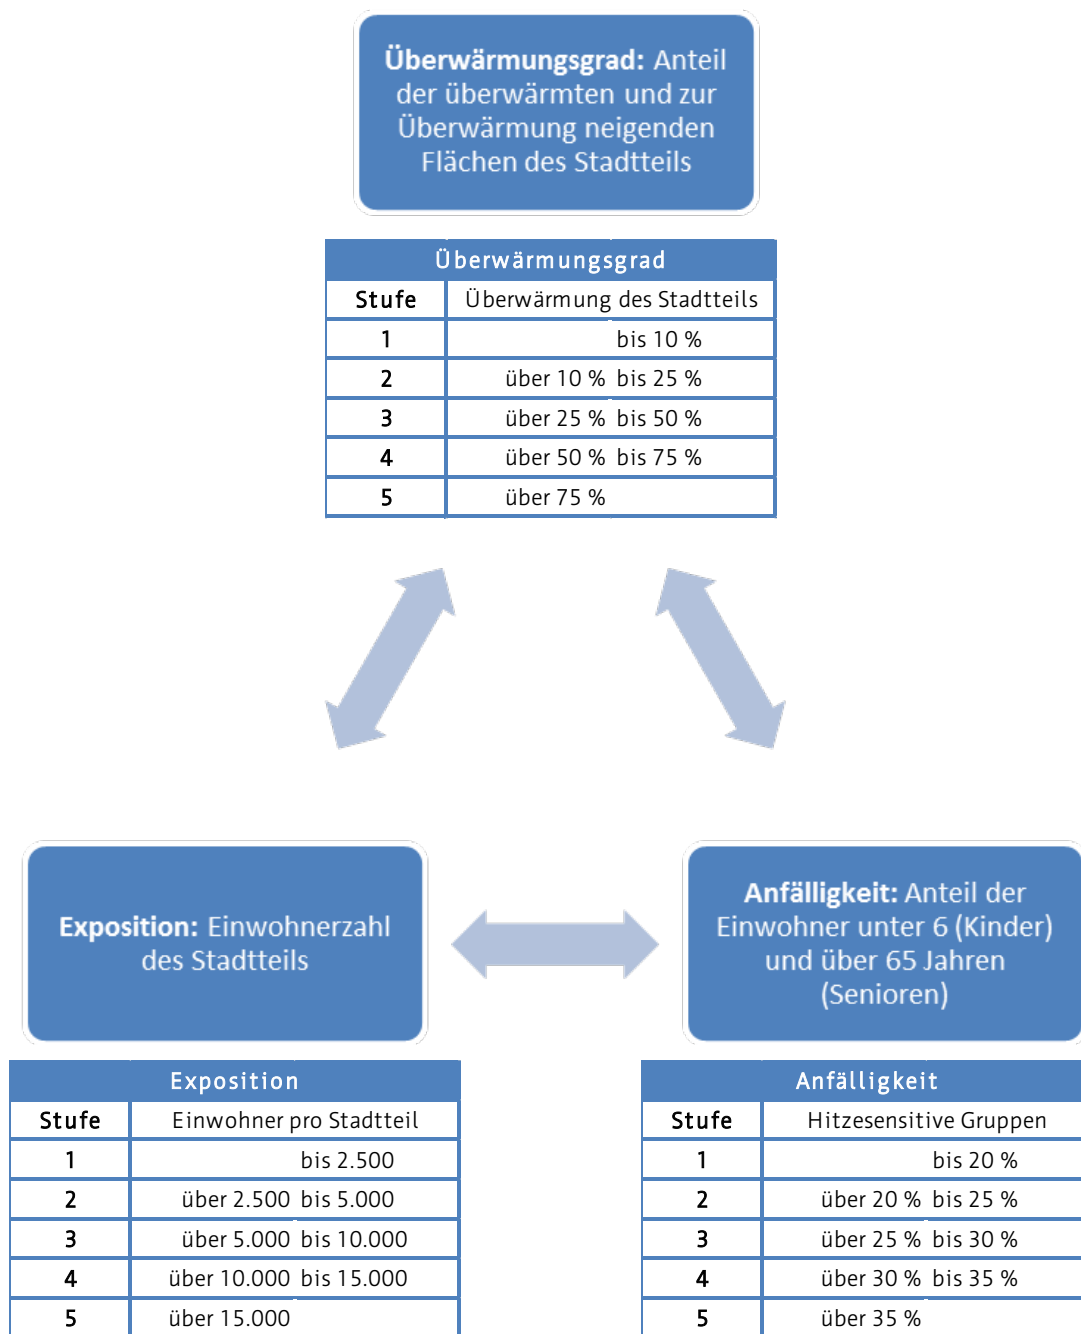 Überwärmungsgrad: Anteil
der überwärmten und zur
Überwärmung neigenden
Flächen des Stadtteils
Überwärmungsgrad
Stufe Überwärmung des Stadtteils
1 bis 10 %
2 über 10 % bis 25 %
3 über 25 % bis 50 %
4 über 50 % bis 75 %
5 über 75 %
Exposition: Einwohnerzahl
des Stadtteils
Exposition
Stufe Einwohner pro Stadtteil
1 bis 2.500
2 über 2.500 bis 5.000
3 über 5.000 bis 10.000
4 über 10.000 bis 15.000
5 über 15.000
Anfälligkeit: Anteil der
Einwohner unter 6 (Kinder)
und über 65 Jahren
(Senioren)
Anfälligkeit
Stufe Hitzesensitive Gruppen
1 bis 20 %
2 über 20 % bis 25 %
3 über 25 % bis 30 %
4 über 30 % bis 35 %
5 über 35 %